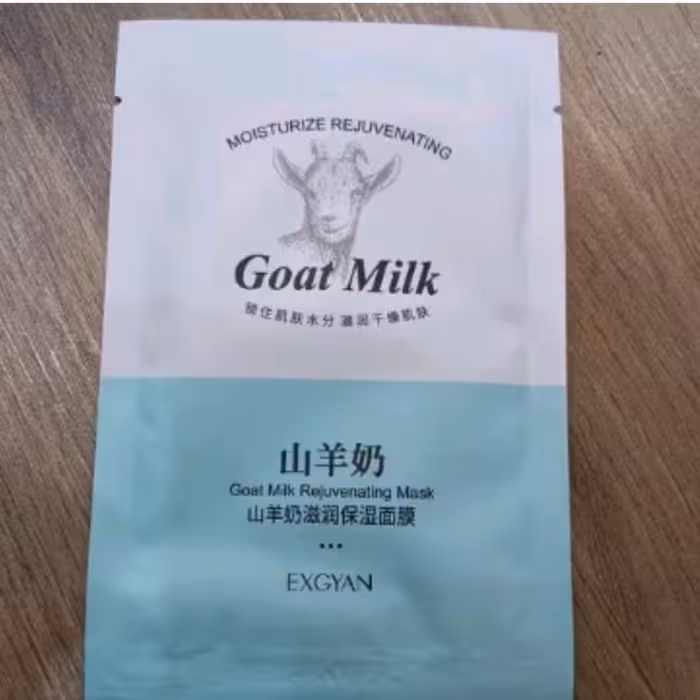 MOISTURIZE REJUVENATING
Goat Milk
锁住肌肤水分 滋润干燥肌肤
山羊奶
Goat Milk Rejuvenating Mask
山羊奶滋润保湿面膜
EXGYAN